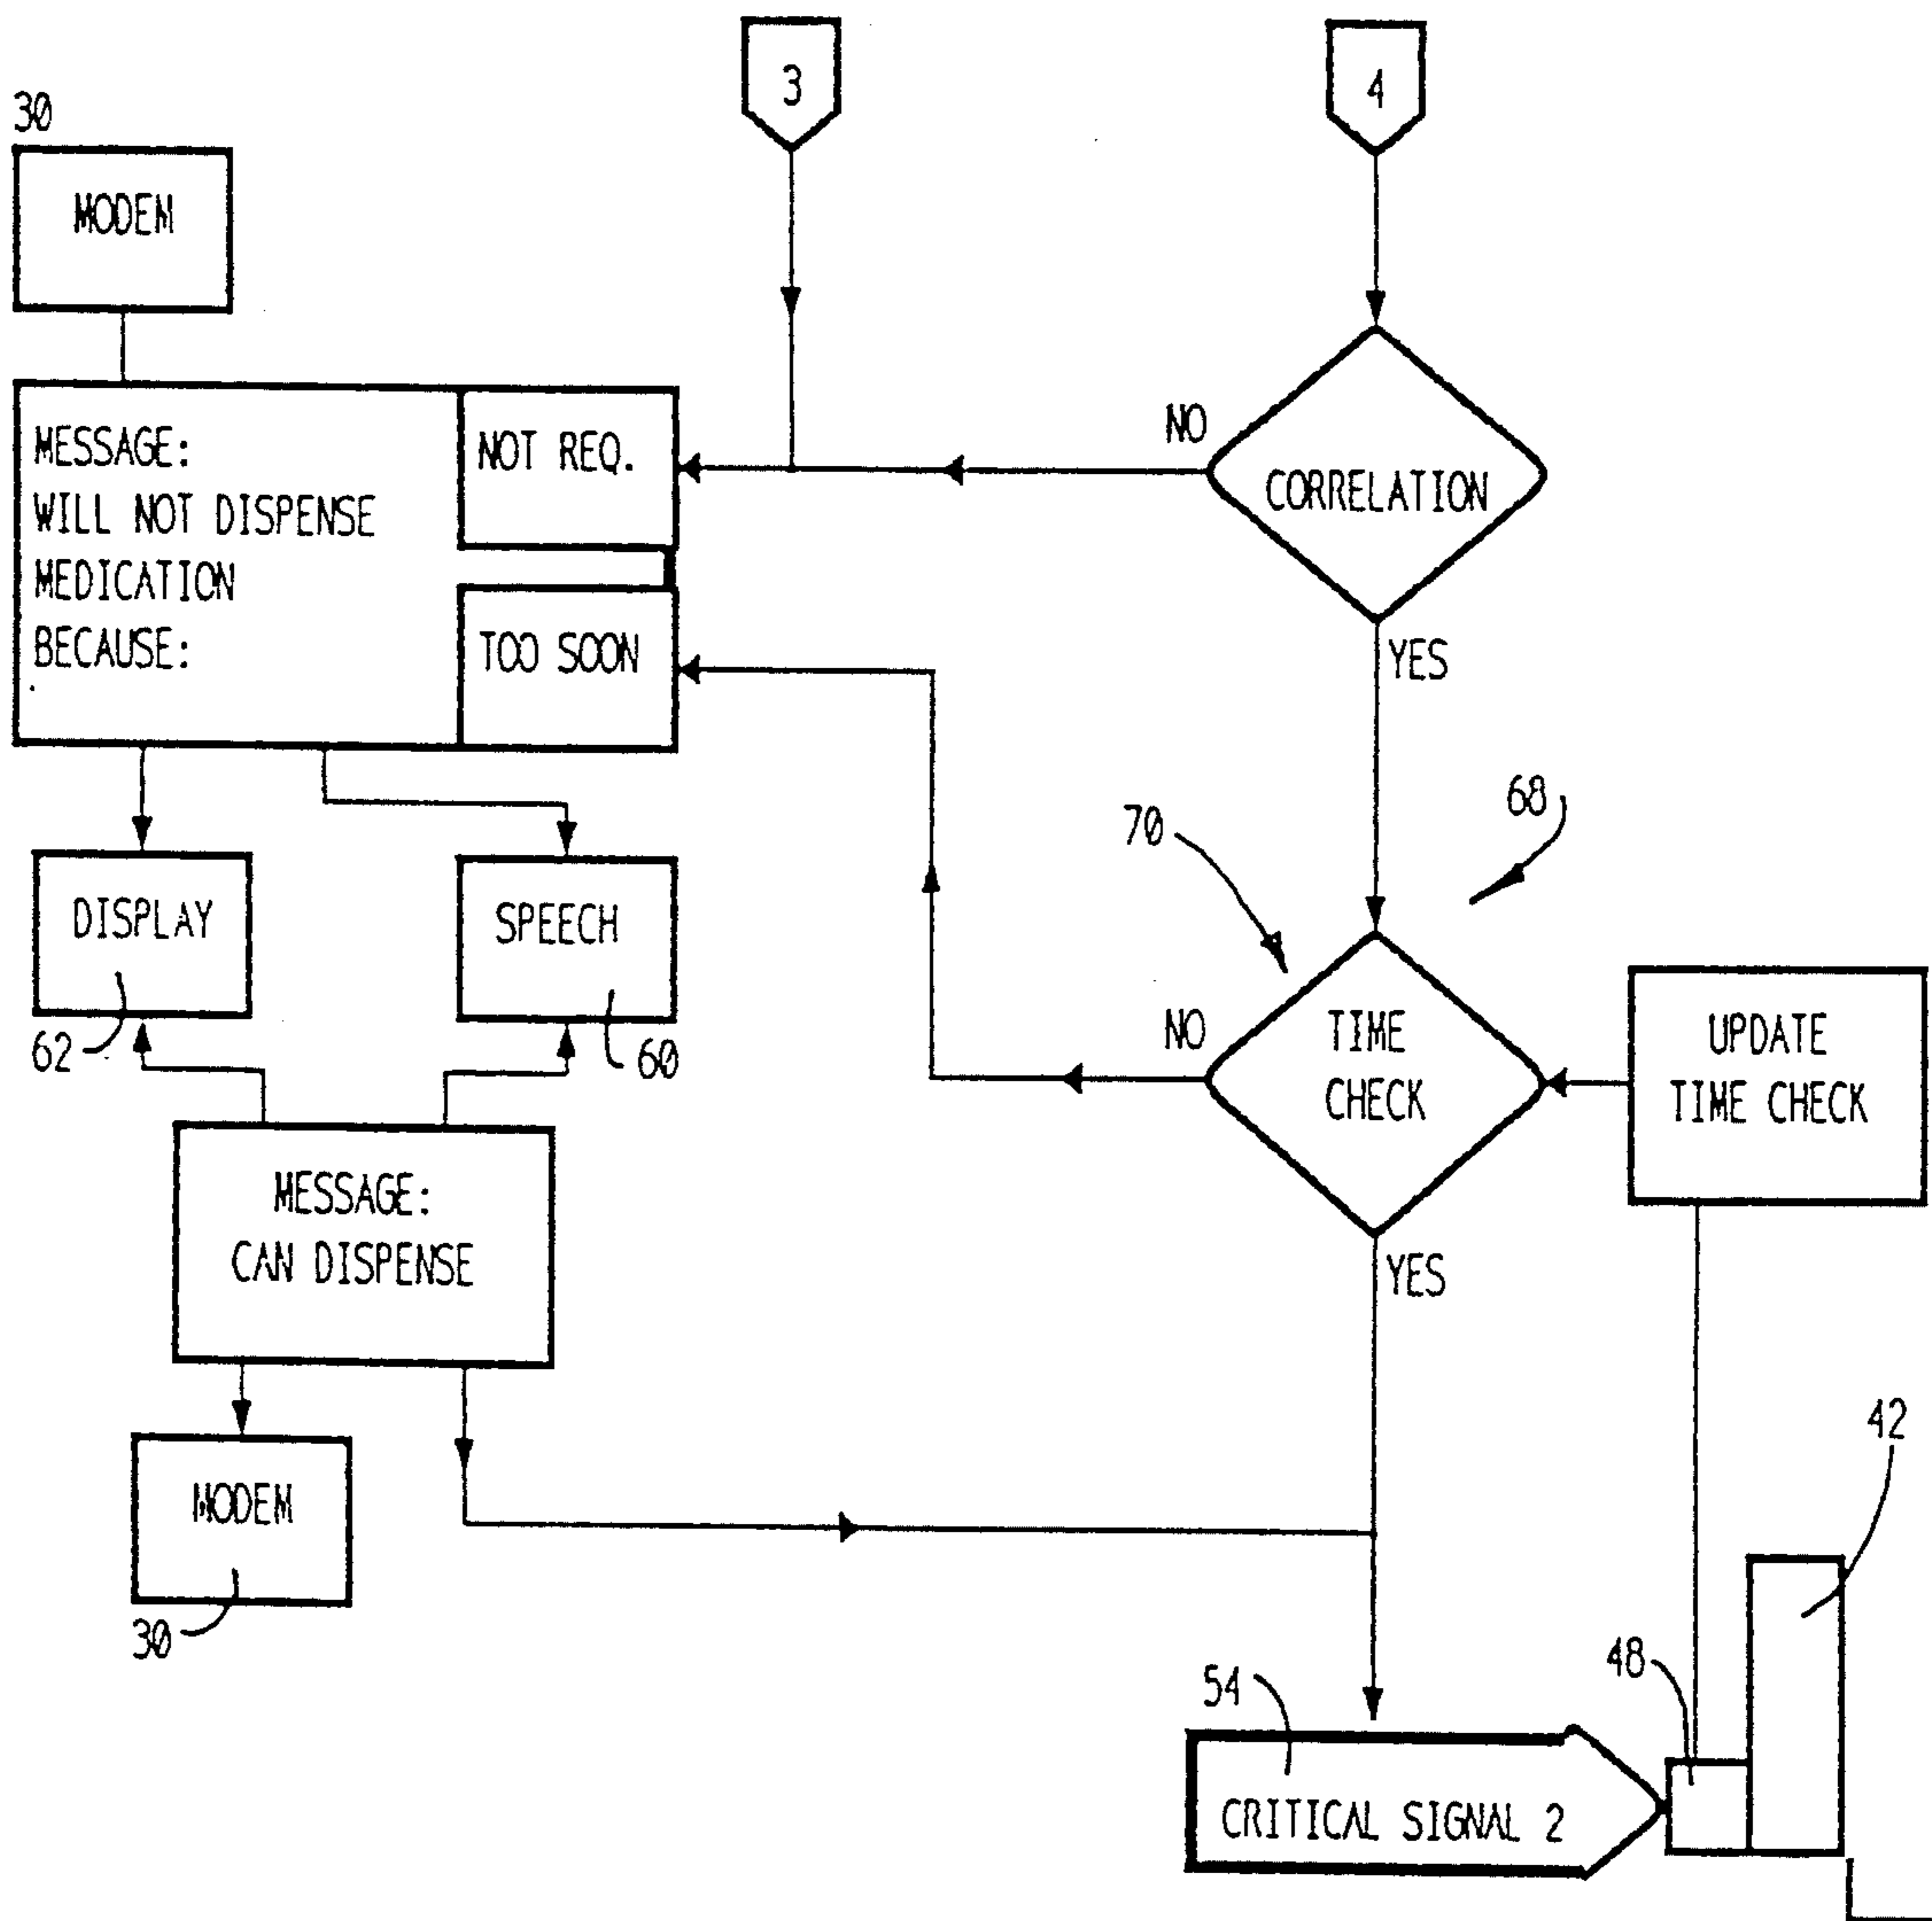 3
4
30
MODEM
MESSAGE:
WILL NOT DISPENSE
MEDICATION
BECAUSE:
NOT REQ.
TOO SOON
NO
CORRELATION
YES
68
70
DISPLAY
SPEECH
62
60
NO
TIME
CHECK
UPDATE
TIME CHECK
YES
MESSAGE:
CAN DISPENSE
MODEM
30
42
48
54
CRITICAL SIGNAL 2